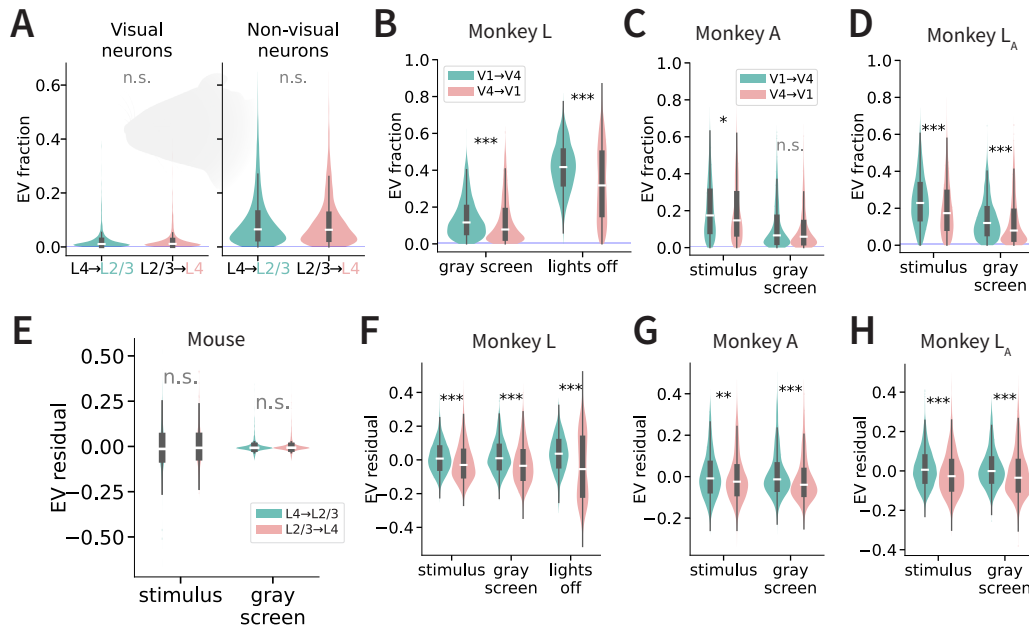 A
Visual
neurons
Non-visual
neurons
n.s.
n.s.
EV fraction
0.6
0.4
0.2
0.0
L4→L2/3
L2/3→L4
L4→L2/3
L2/3→L4
B
Monkey L
V1→V4
V4→V1
***
***
EV fraction
1.0
0.8
0.6
0.4
0.2
0.0
gray screen
lights off
C
Monkey A
V1→V4
V4→V1
*
n.s.
EV fraction
1.0
0.8
0.6
0.4
0.2
0.0
stimulus
gray
screen
D
Monkey LA
***
***
EV fraction
1.0
0.8
0.6
0.4
0.2
0.0
stimulus
gray
screen
E
Mouse
n.s.
n.s.
EV residual
0.50
0.25
0.00
−0.25
−0.50
L4→L2/3
L2/3→L4
stimulus
gray
screen
F
Monkey L
***
***
***
EV residual
0.4
0.2
0.0
−0.2
−0.4
stimulus
gray
screen
lights
off
G
Monkey A
**
***
EV residual
0.4
0.2
0.0
−0.2
stimulus
gray
screen
H
Monkey LA
***
***
EV residual
0.4
0.2
0.0
−0.2
−0.4
stimulus
gray
screen